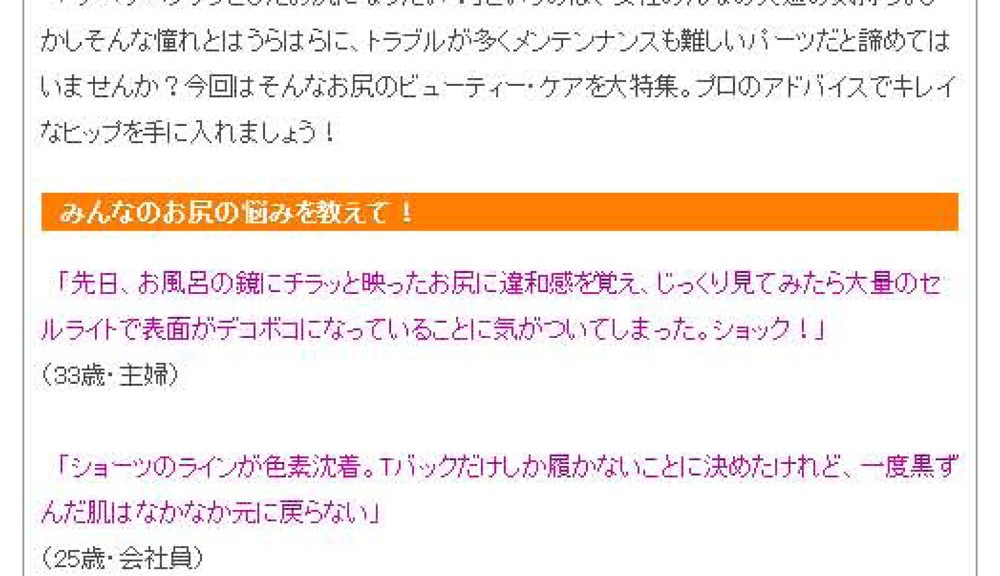 かしそんな憧れとはうらはらに、トラブルが多くメンテンナンスも難しいパーツだと諦めては
いませんか？今回はそんなお尻のビューティー・ケアを大特集。プロのアドバイスでキレイ
なヒップを手に入れましょう！
みんなのお尻の悩みを教えて！
「先日、お風呂の鏡にチラッと映ったお尻に違和感を覚え、じっくり見てみたら大量のセ
ルライトで表面がデコボコになっていることに気がついてしまった。ショック！」
（33歳・主婦）
「ショーツのラインが色素沈着。Tバックだけしか履かないことに決めたけれど、一度黒ず
んだ肌はなかなか元に戻らない」
（25歳・会社員）